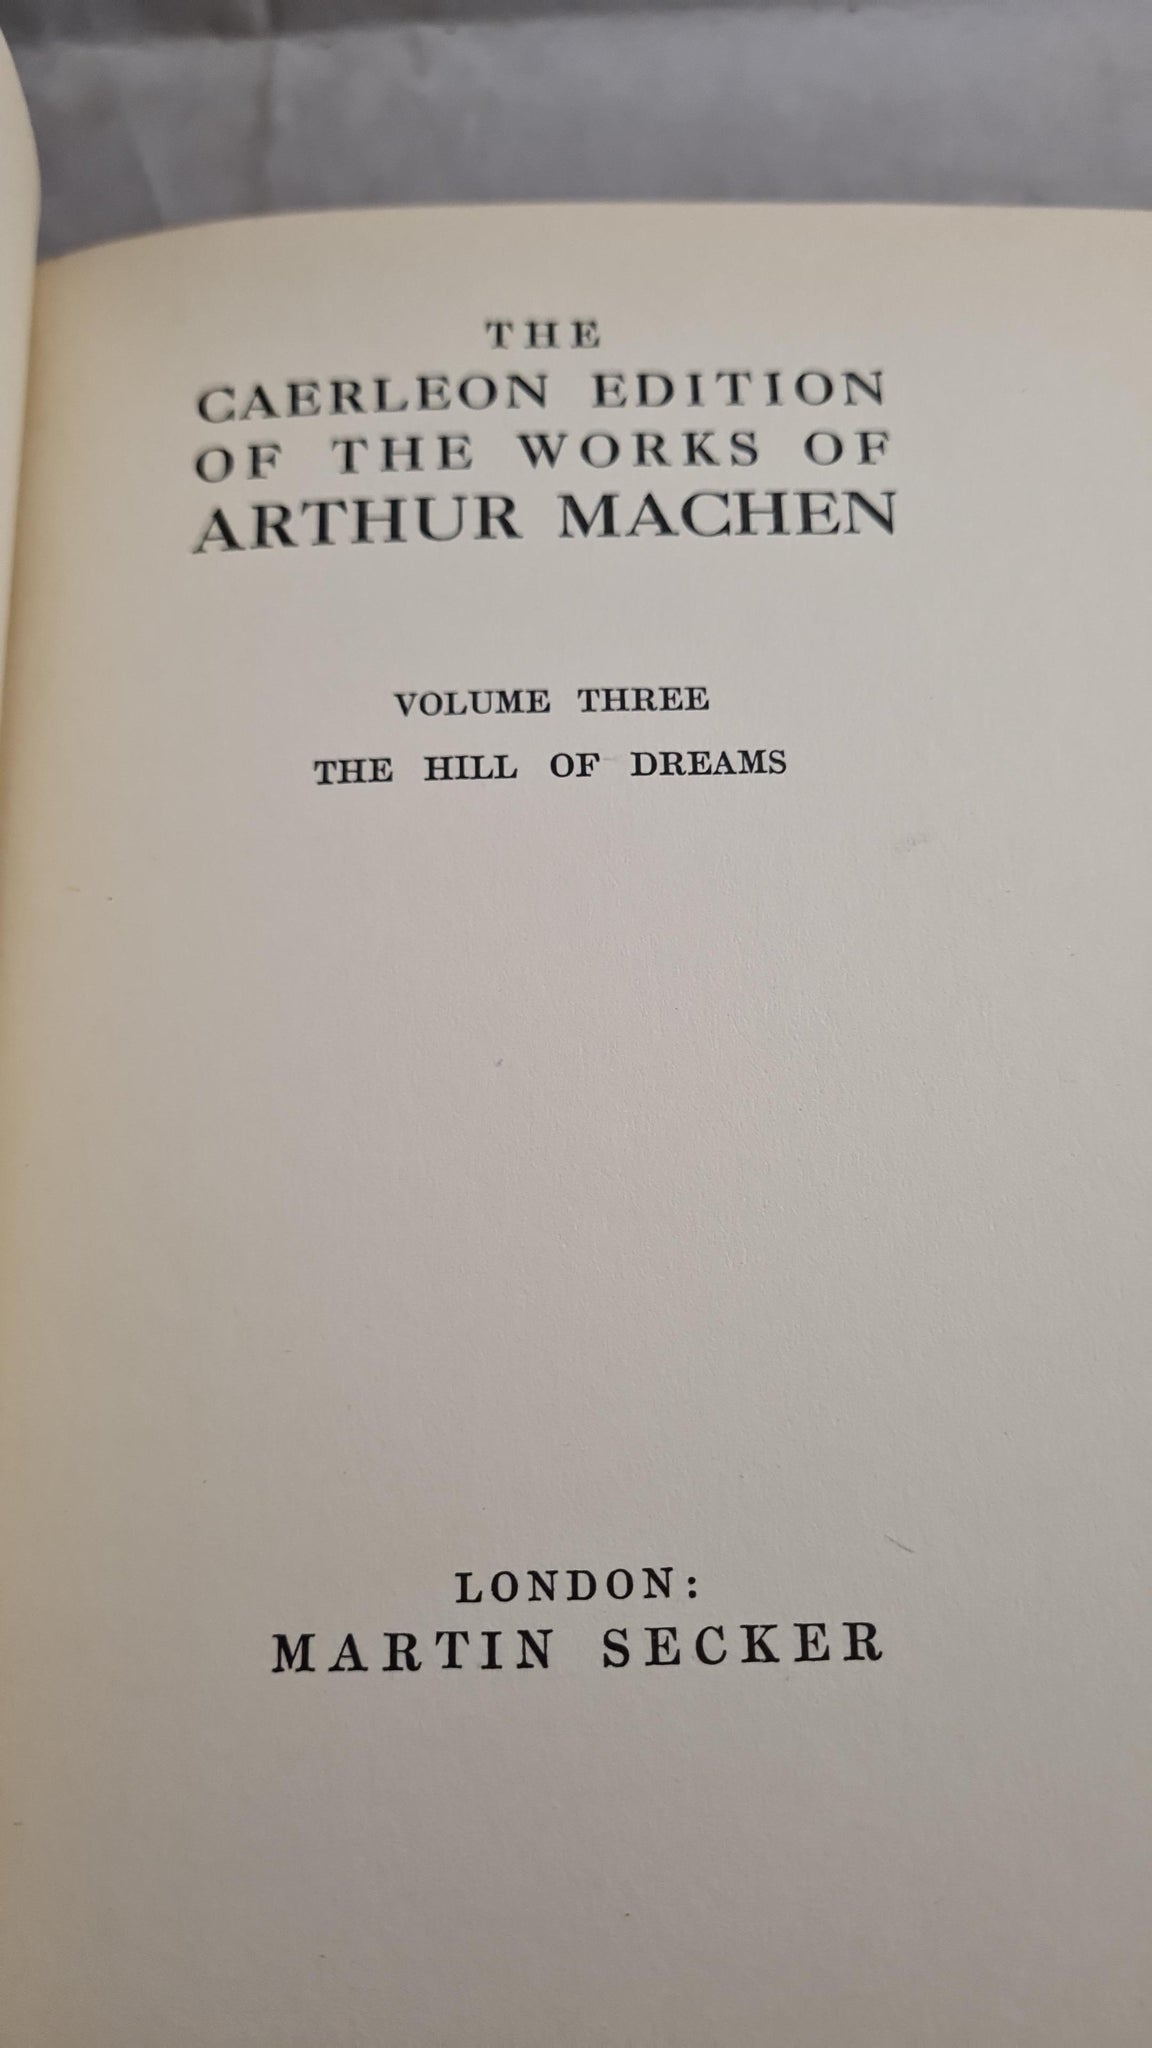 THE
CAERLEON EDITION
OF THE WORKS OF
ARTHUR MACHEN
VOLUME THREE
THE HILL OF DREAMS
LONDON:
MARTIN SECKER